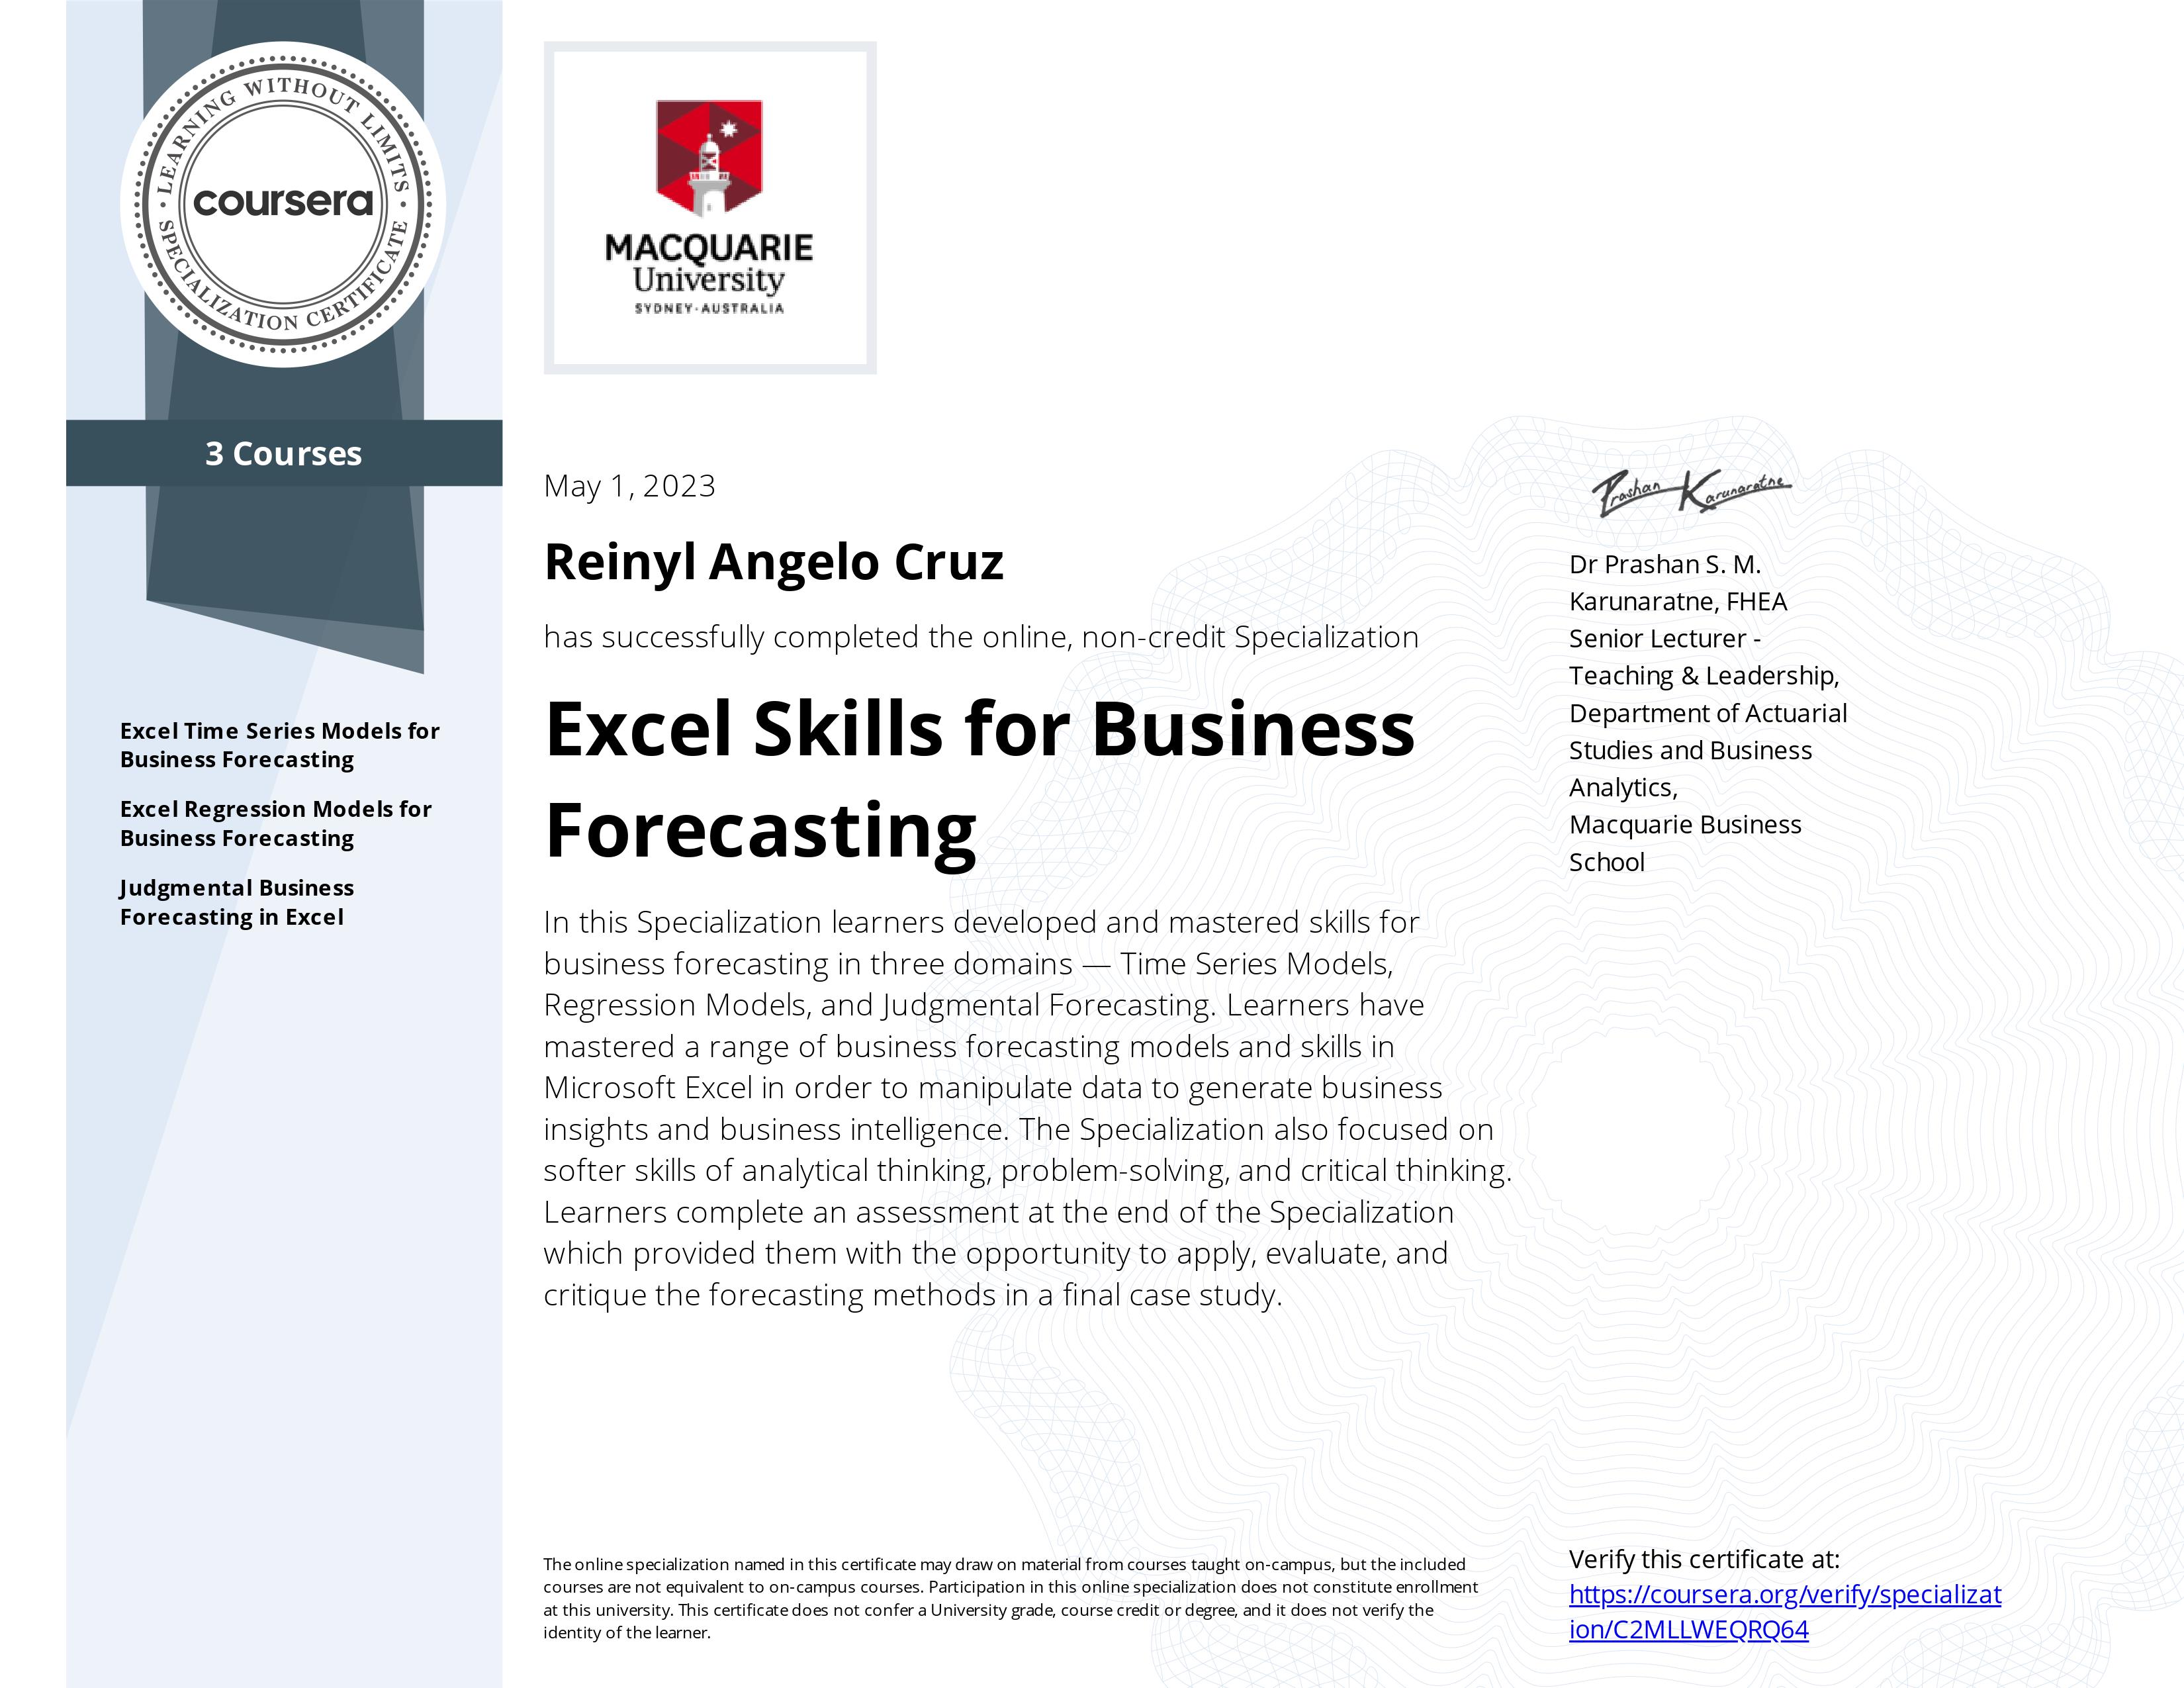 LEARNING WITHOUT LIMITS
coursera
SPECIALIZATION CERTIFICATE
3 Courses
Excel Time Series Models for
Business Forecasting
Excel Regression Models for
Business Forecasting
Judgmental Business
Forecasting in Excel
MACQUARIE
University
SYDNEY·AUSTRALIA
May 1, 2023
Reinyl Angelo Cruz
has successfully completed the online, non-credit Specialization
Excel Skills for Business
Forecasting
In this Specialization learners developed and mastered skills for
business forecasting in three domains — Time Series Models,
Regression Models, and Judgmental Forecasting. Learners have
mastered a range of business forecasting models and skills in
Microsoft Excel in order to manipulate data to generate business
insights and business intelligence. The Specialization also focused on
softer skills of analytical thinking, problem-solving, and critical thinking.
Learners complete an assessment at the end of the Specialization
which provided them with the opportunity to apply, evaluate, and
critique the forecasting methods in a final case study.
Prashan Karunaratne
Dr Prashan S. M.
Karunaratne, FHEA
Senior Lecturer -
Teaching & Leadership,
Department of Actuarial
Studies and Business
Analytics,
Macquarie Business
School
The online specialization named in this certificate may draw on material from courses taught on-campus, but the included
courses are not equivalent to on-campus courses. Participation in this online specialization does not constitute enrollment
at this university. This certificate does not confer a University grade, course credit or degree, and it does not verify the
identity of the learner.
Verify this certificate at:
https://coursera.org/verify/specializat
ion/C2MLLWEQRQ64